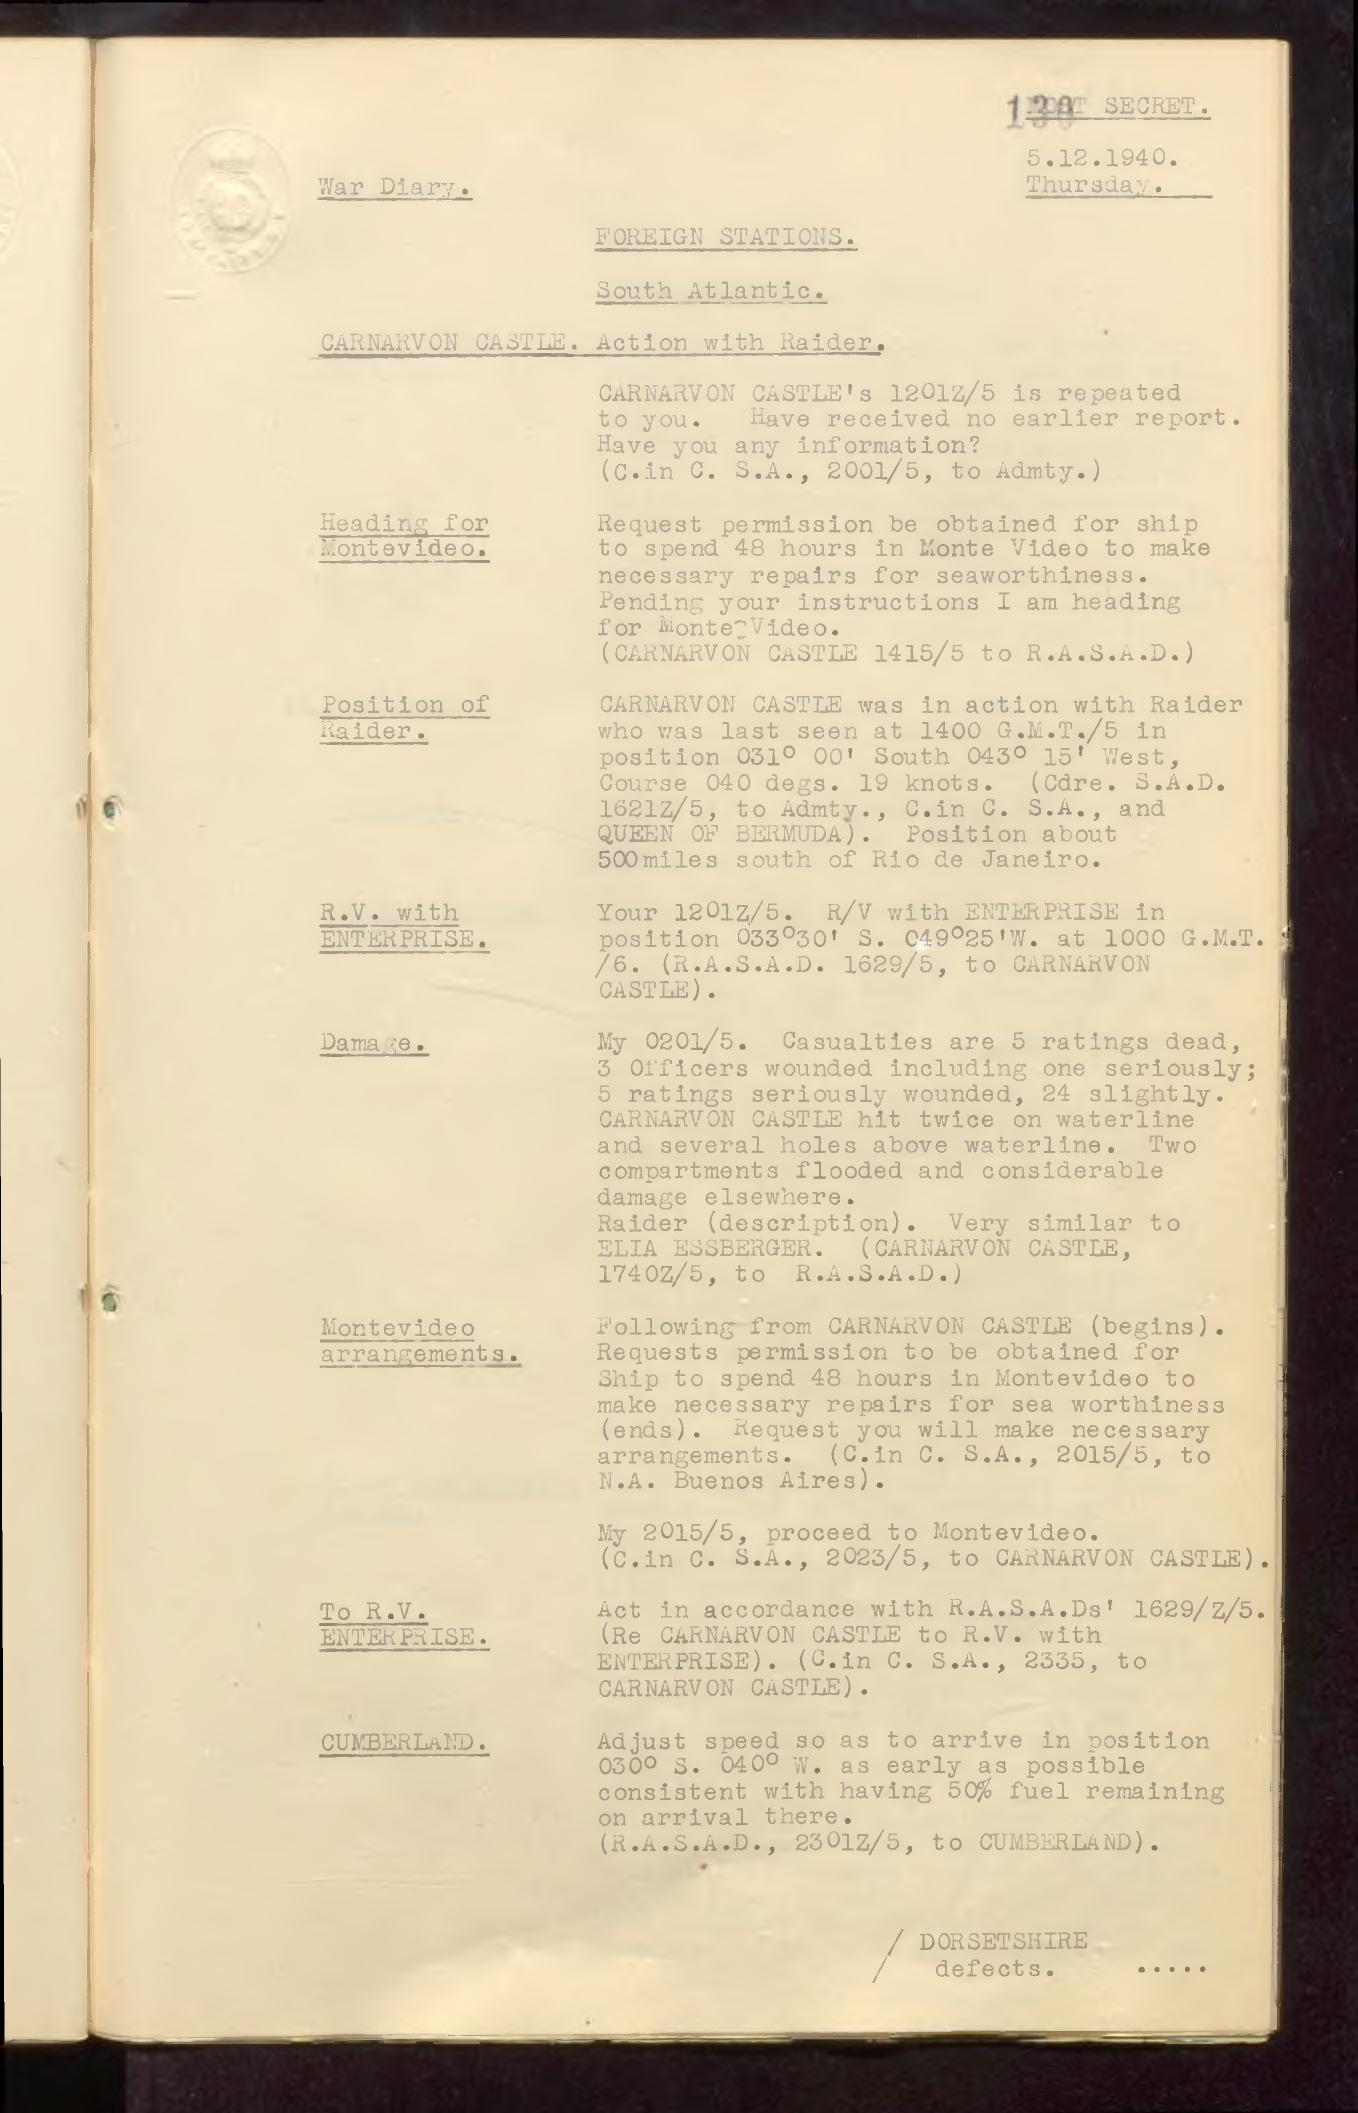 MOST SECRET.
5.12.1940.
War Diary.
Thursday.
FOREIGN STATIONS.
South Atlantic.
CARNARVON CASTLE. Action with Raider.
CARNARVON CASTLE's 1201Z/5 is repeated
to you. Have received no earlier report.
Have you any information?
(C.in C. S.A., 2001/5, to Admty.)
Heading for
Montevideo.
Request permission be obtained for ship
to spend 48 hours in Monte Video to make
necessary repairs for seaworthiness.
Pending your instructions I am heading
for Monte Video.
(CARNARVON CASTLE 1415/5 to R.A.S.A.D.)
Position of
Raider.
CARNARVON CASTLE was in action with Raider
who was last seen at 1400 G.M.T./5 in
position 031° 00' South 043° 15' West,
Course 040 degs. 19 knots. (Cdre. S.A.D.
1621Z/5, to Admty., C.in C. S.A., and
QUEEN OF BERMUDA). Position about
500 miles south of Rio de Janeiro.
R.V. with
ENTERPRISE.
Your 1201Z/5. R/V with ENTERPRISE in
position 033°30' S. 049°25'W. at 1000 G.M.T.
/6. (R.A.S.A.D. 1629/5, to CARNARVON
CASTLE).
Damage.
My 0201/5. Casualties are 5 ratings dead,
3 Officers wounded including one seriously;
5 ratings seriously wounded, 24 slightly.
CARNARVON CASTLE hit twice on waterline
and several holes above waterline. Two
compartments flooded and considerable
damage elsewhere.
Raider (description). Very similar to
ELIA ESSBERGER. (CARNARVON CASTLE,
1740Z/5, to R.A.S.A.D.)
Montevideo
arrangements.
Following from CARNARVON CASTLE (begins).
Requests permission to be obtained for
Ship to spend 48 hours in Montevideo to
make necessary repairs for sea worthiness
(ends). Request you will make necessary
arrangements. (C.in C. S.A., 2015/5, to
N.A. Buenos Aires).
My 2015/5, proceed to Montevideo.
(C.in C. S.A., 2023/5, to CARNARVON CASTLE).
To R.V.
ENTERPRISE.
Act in accordance with R.A.S.A.Ds' 1629/Z/5.
(Re CARNARVON CASTLE to R.V. with
ENTERPRISE). (C.in C. S.A., 2335, to
CARNARVON CASTLE).
CUMBERLAND.
Adjust speed so as to arrive in position
030° S. 040° W. as early as possible
consistent with having 50% fuel remaining
on arrival there.
(R.A.S.A.D., 2301Z/5, to CUMBERLAND).
/ DORSETSHIRE
/ defects. .....